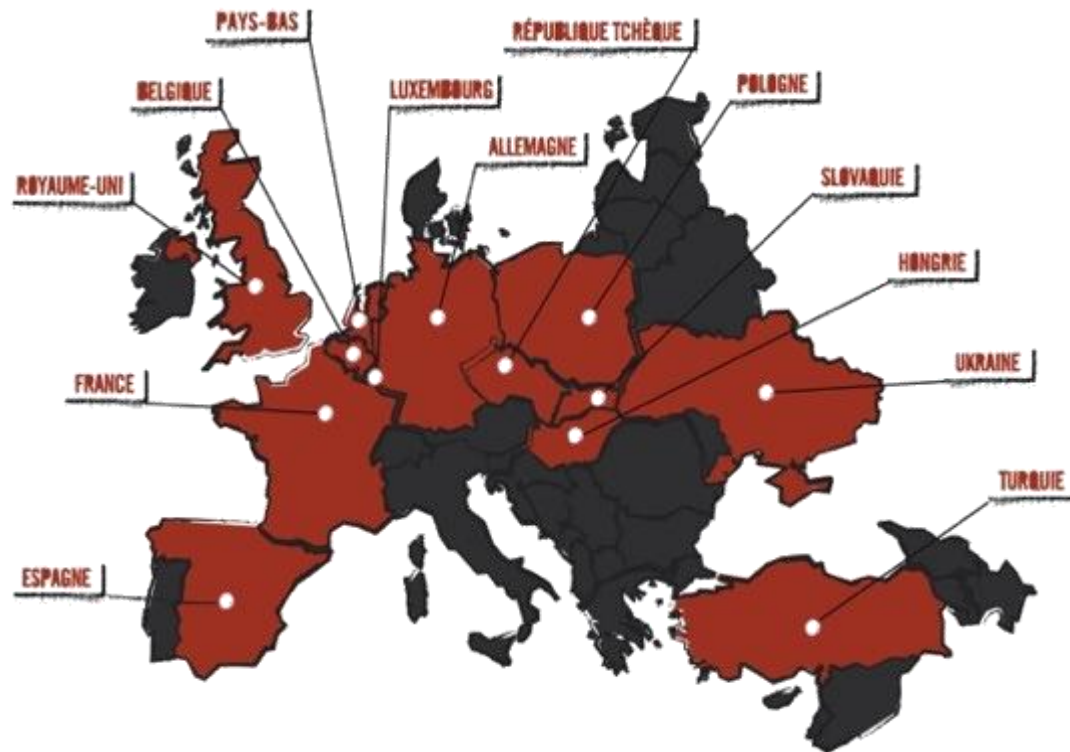 PAYS-BAS
RÉPUBLIQUE TCHÈQUE
BELGIQUE
LUXEMBOURG
POLOGNE
ALLEMAGNE
ROYAUME-UNI
SLOVAQUIE
HONGRIE
FRANCE
UKRAINE
TURQUIE
ESPAGNE